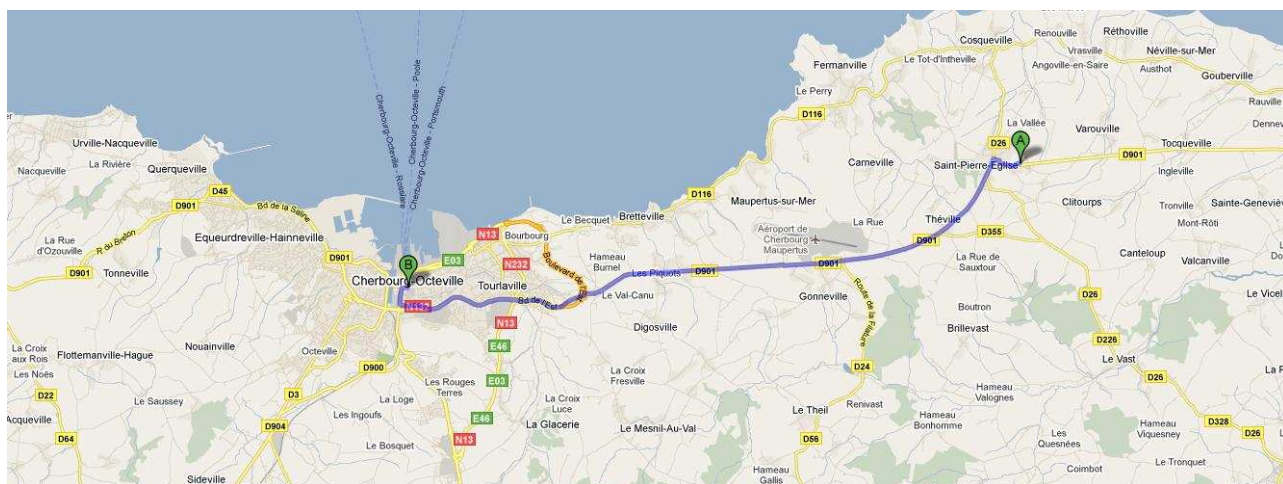 Cosqueville
Renouville
Réthoville
Vrasville
Néville-sur-Mer
Le Tot-d'Intheville
Angoville-en-Saire
Austhot
Gouberville
Fermanville
Le Perry
Rauville
D116
La Vallée
Varouville
Denneville
D26
A
Tocqueville
D901
Urville-Nacqueville
La Rivière
Nacqueville
Querqueville
Carneville
Saint-Pierre-Eglise
Ingleville
D45
D116
Maupertus-sur-Mer
Clitourps
Tronville
Sainte-Geneviè
D901
Bd de la Saline
Le Becquet
Bretteville
La Rue
Théville
Mont-Rôti
Cherbourg-Octeville - Rosslare
Cherbourg-Octeville - Poole
Cherbourg-Octeville - Portsmouth
N13
Bourbourg
Aéroport de
Cherbourg
Maupertus
D901
D355
La Rue
d'Ozouville
R du Breton
Equeurdreville-Hainneville
D901
E03
N232
Hameau
Burnel
Boulevard de l'Est
La Rue de
Sauxtour
Canteloup
Valcanville
D901
Tonneville
B
Cherbourg-Octeville
Tourlaville
Les Piquots
D901
D901
Bd de l'Est
Le Val-Canu
Gonneville
Route de la Filature
D26
Le Vicel
Boutron
N13
Digosville
Brillevast
D226
Nouainville
E46
La Croix
aux Rois
Flottemanville-Hague
Octeville
Le Vast
Les Noës
D900
D24
D26
D22
D3
E03
La Croix
Fresville
Hameau
Valognes
Les Rouges
Terres
La Loge
Le Saussey
La Croix
Luce
Renivast
Acqueville
Les Ingoufs
Le Theil
Hameau
Bonhomme
D328
E46
La Glacerie
Le Mesnil-Au-Val
Hameau
Viquesney
D904
D64
N13
D56
Les
Quesnées
Le Bosquet
Le Tronquet
Hameau
Gallis
Coimbot
Sideville